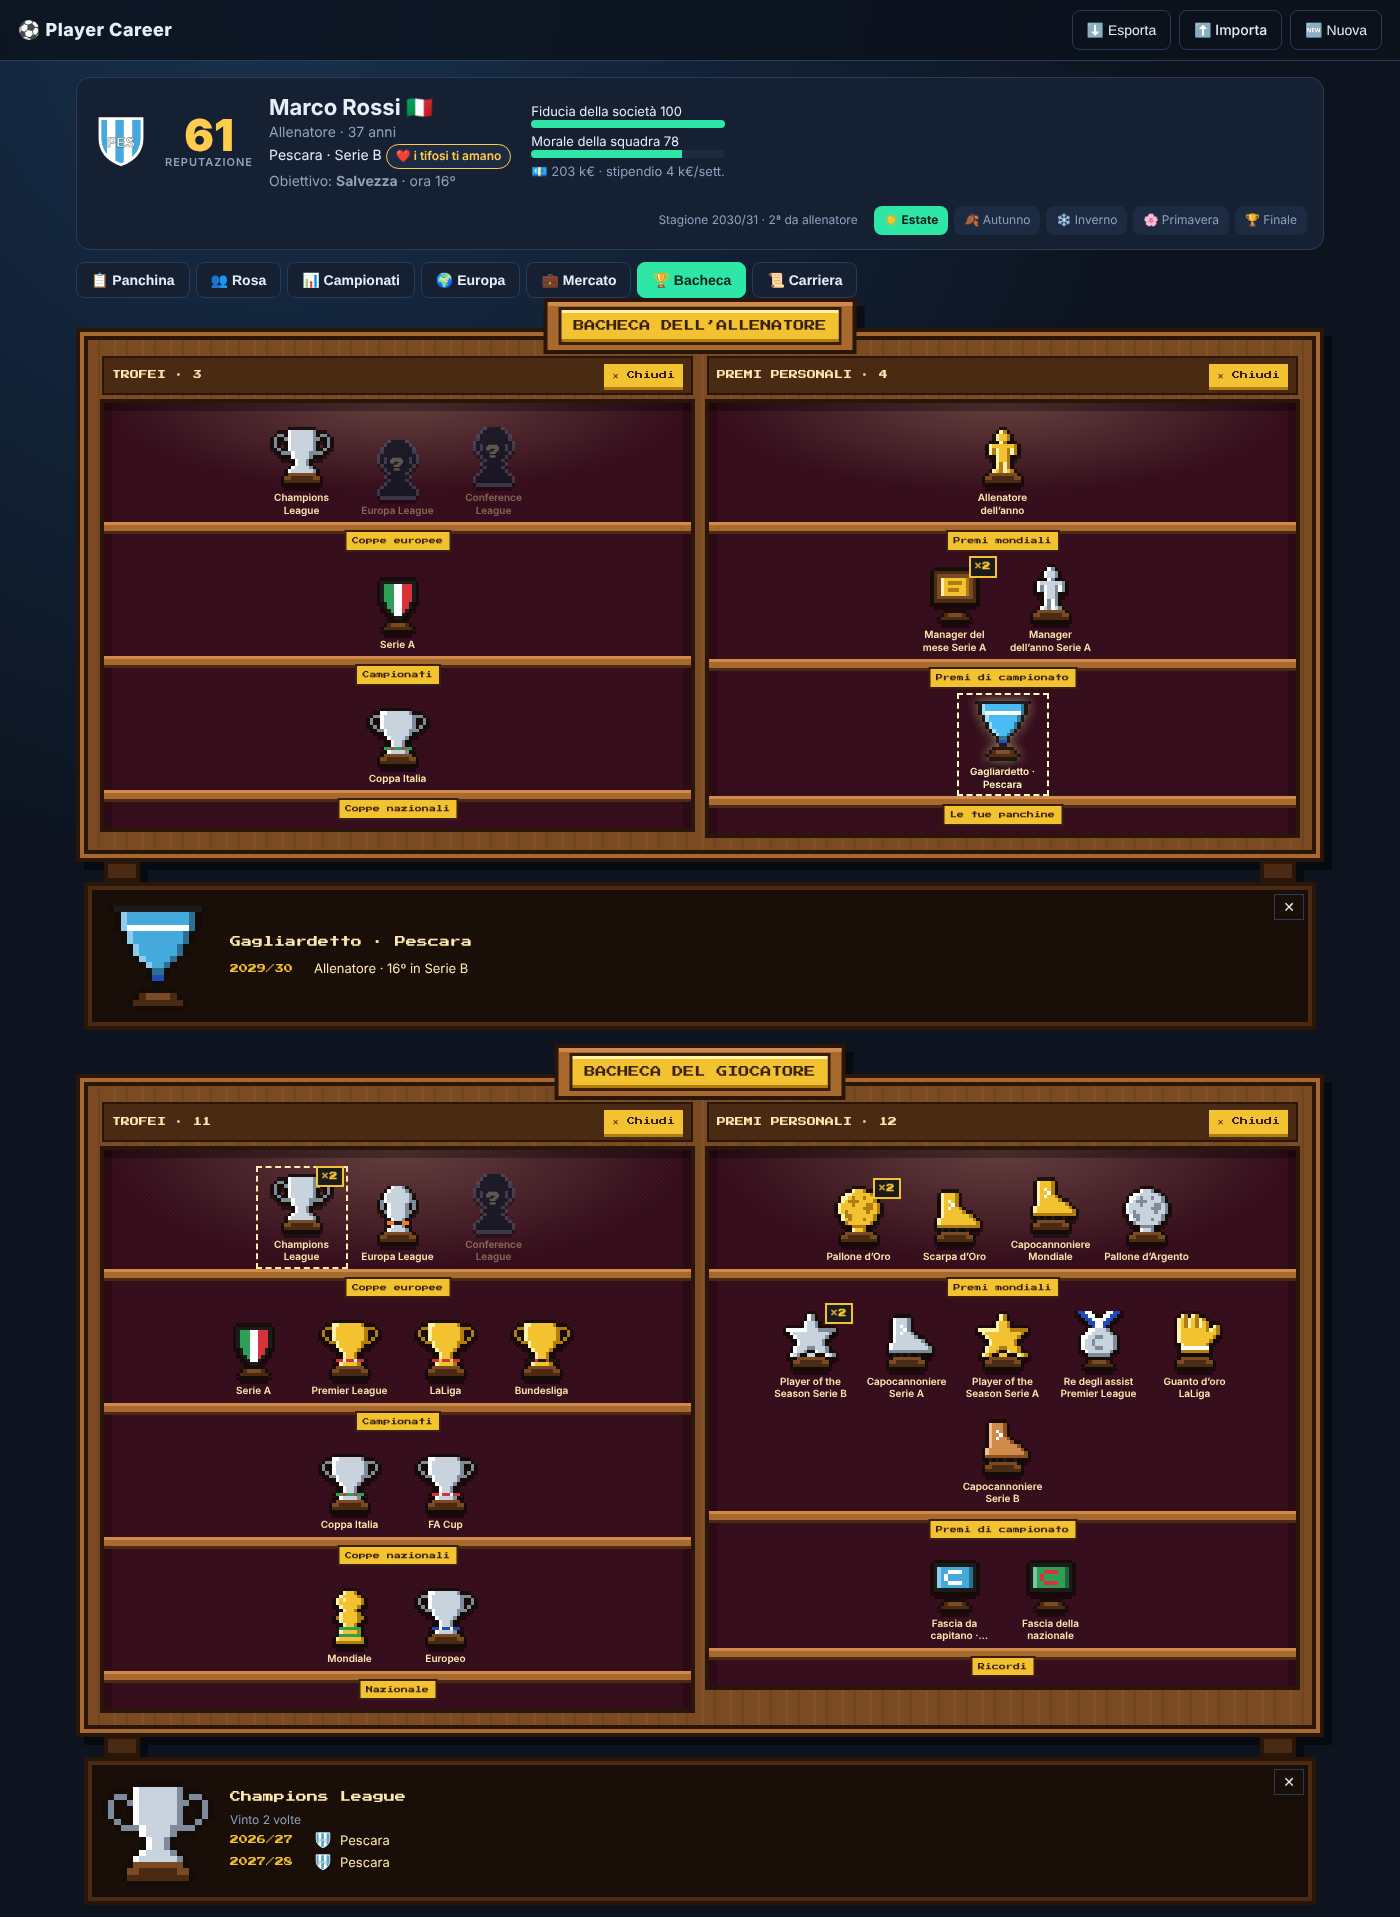 ⚽ Player Career
⬇️ Esporta
⬆️ Importa
🆕 Nuova
PES
61
REPUTAZIONE
Marco Rossi 🇮🇹
Allenatore · 37 anni
Pescara · Serie B ❤️ i tifosi ti amano
Obiettivo: Salvezza · ora 16º
Fiducia della società 100
Morale della squadra 78
💶 203 k€ · stipendio 4 k€/sett.
Stagione 2030/31 · 2ª da allenatore
☀️ Estate
🍂 Autunno
❄️ Inverno
🌸 Primavera
🏆 Finale
📋 Panchina
👥 Rosa
📊 Campionati
🌍 Europa
💼 Mercato
🏆 Bacheca
📜 Carriera
BACHECA DELL'ALLENATORE
TROFEI · 3
× Chiudi
Champions
League
?
Europa League
?
Conference
League
Coppe europee
Serie A
Campionati
Coppa Italia
Coppe nazionali
PREMI PERSONALI · 4
× Chiudi
Allenatore
dell'anno
Premi mondiali
×2
Manager del
mese Serie A
Manager
dell'anno Serie A
Premi di campionato
Gagliardetto ·
Pescara
Le tue panchine
Gagliardetto · Pescara
2029/30 Allenatore · 16º in Serie B
✕
BACHECA DEL GIOCATORE
TROFEI · 11
× Chiudi
×2
Champions
League
Europa League
?
Conference
League
Coppe europee
Serie A
Premier League
LaLiga
Bundesliga
Campionati
Coppa Italia
FA Cup
Coppe nazionali
Mondiale
Europeo
Nazionale
PREMI PERSONALI · 12
× Chiudi
×2
Pallone d'Oro
Scarpa d'Oro
Capocannoniere
Mondiale
Pallone d'Argento
Premi mondiali
×2
Player of the
Season Serie B
Capocannoniere
Serie A
Player of the
Season Serie A
Re degli assist
Premier League
Guanto d'oro
LaLiga
Capocannoniere
Serie B
Premi di campionato
Fascia da
capitano ·...
Fascia della
nazionale
Ricordi
Champions League
Vinto 2 volte
2026/27 Pescara
2027/28 Pescara
✕